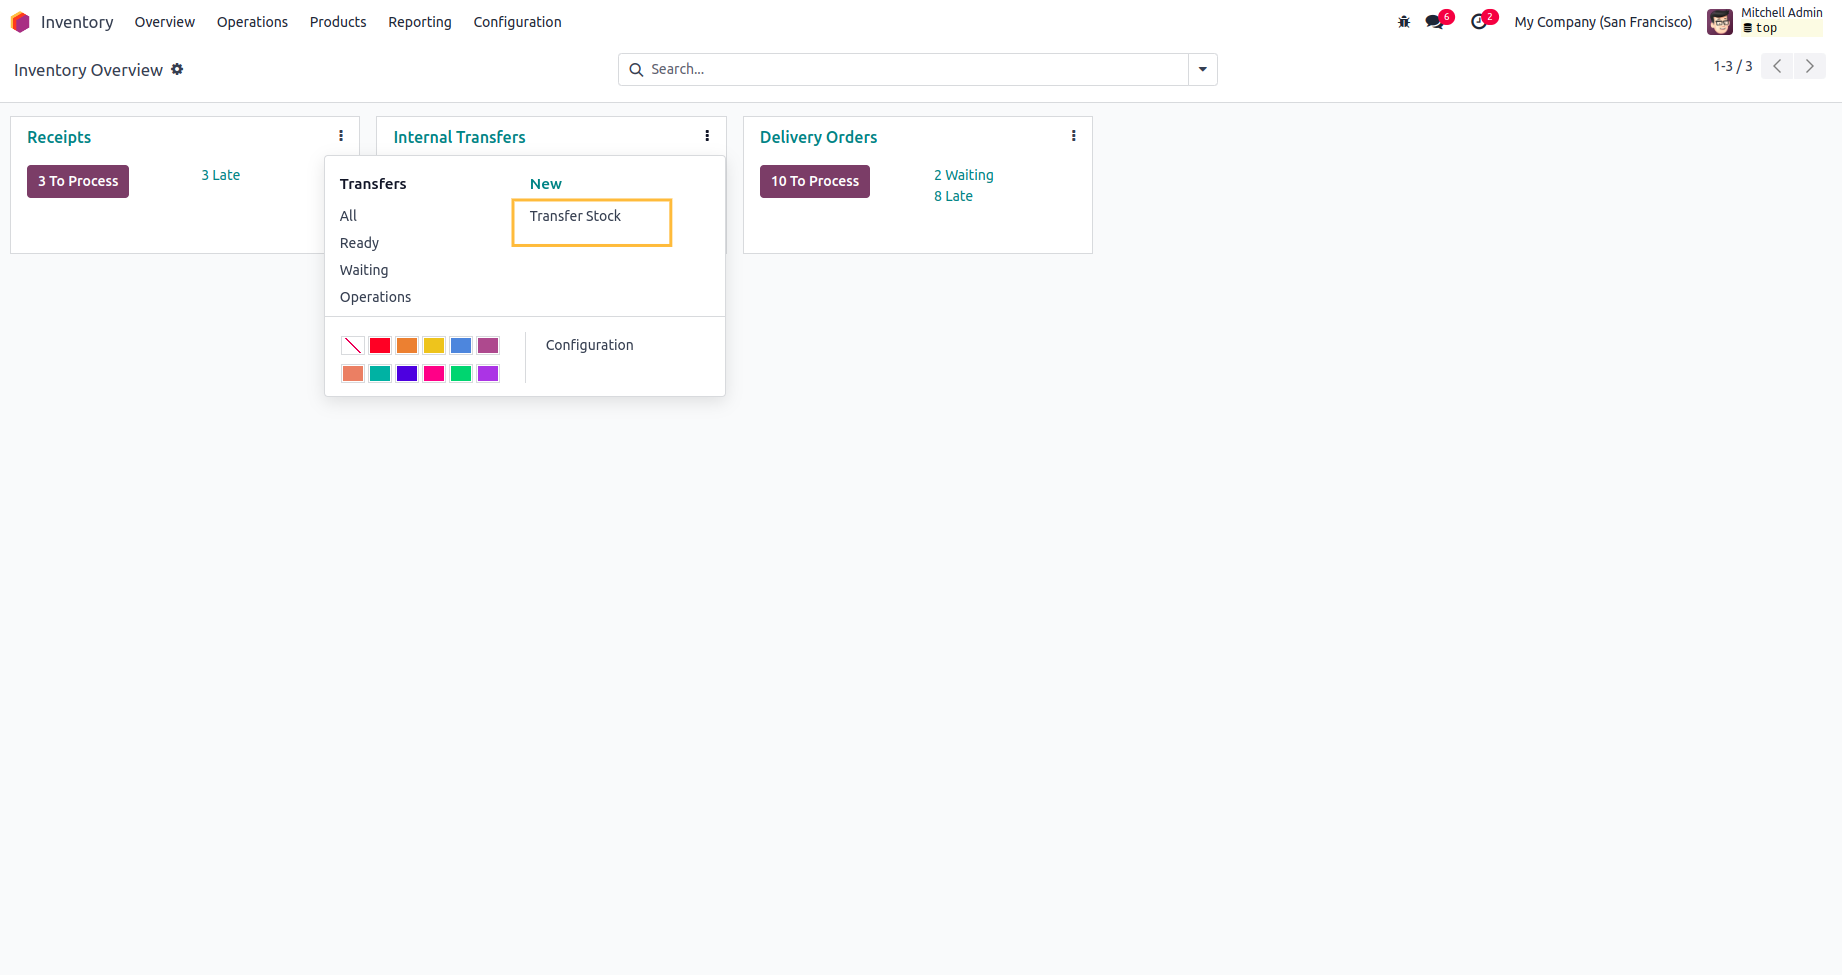 Inventory Overview Operations Products Reporting Configuration 6 2 My Company (San Francisco) Mitchell Admin
top
Inventory Overview Search... 1-3 / 3
Receipts
3 To Process 3 Late
Internal Transfers
Transfers New
All Transfer Stock
Ready
Waiting
Operations
Configuration
Delivery Orders
10 To Process 2 Waiting
8 Late